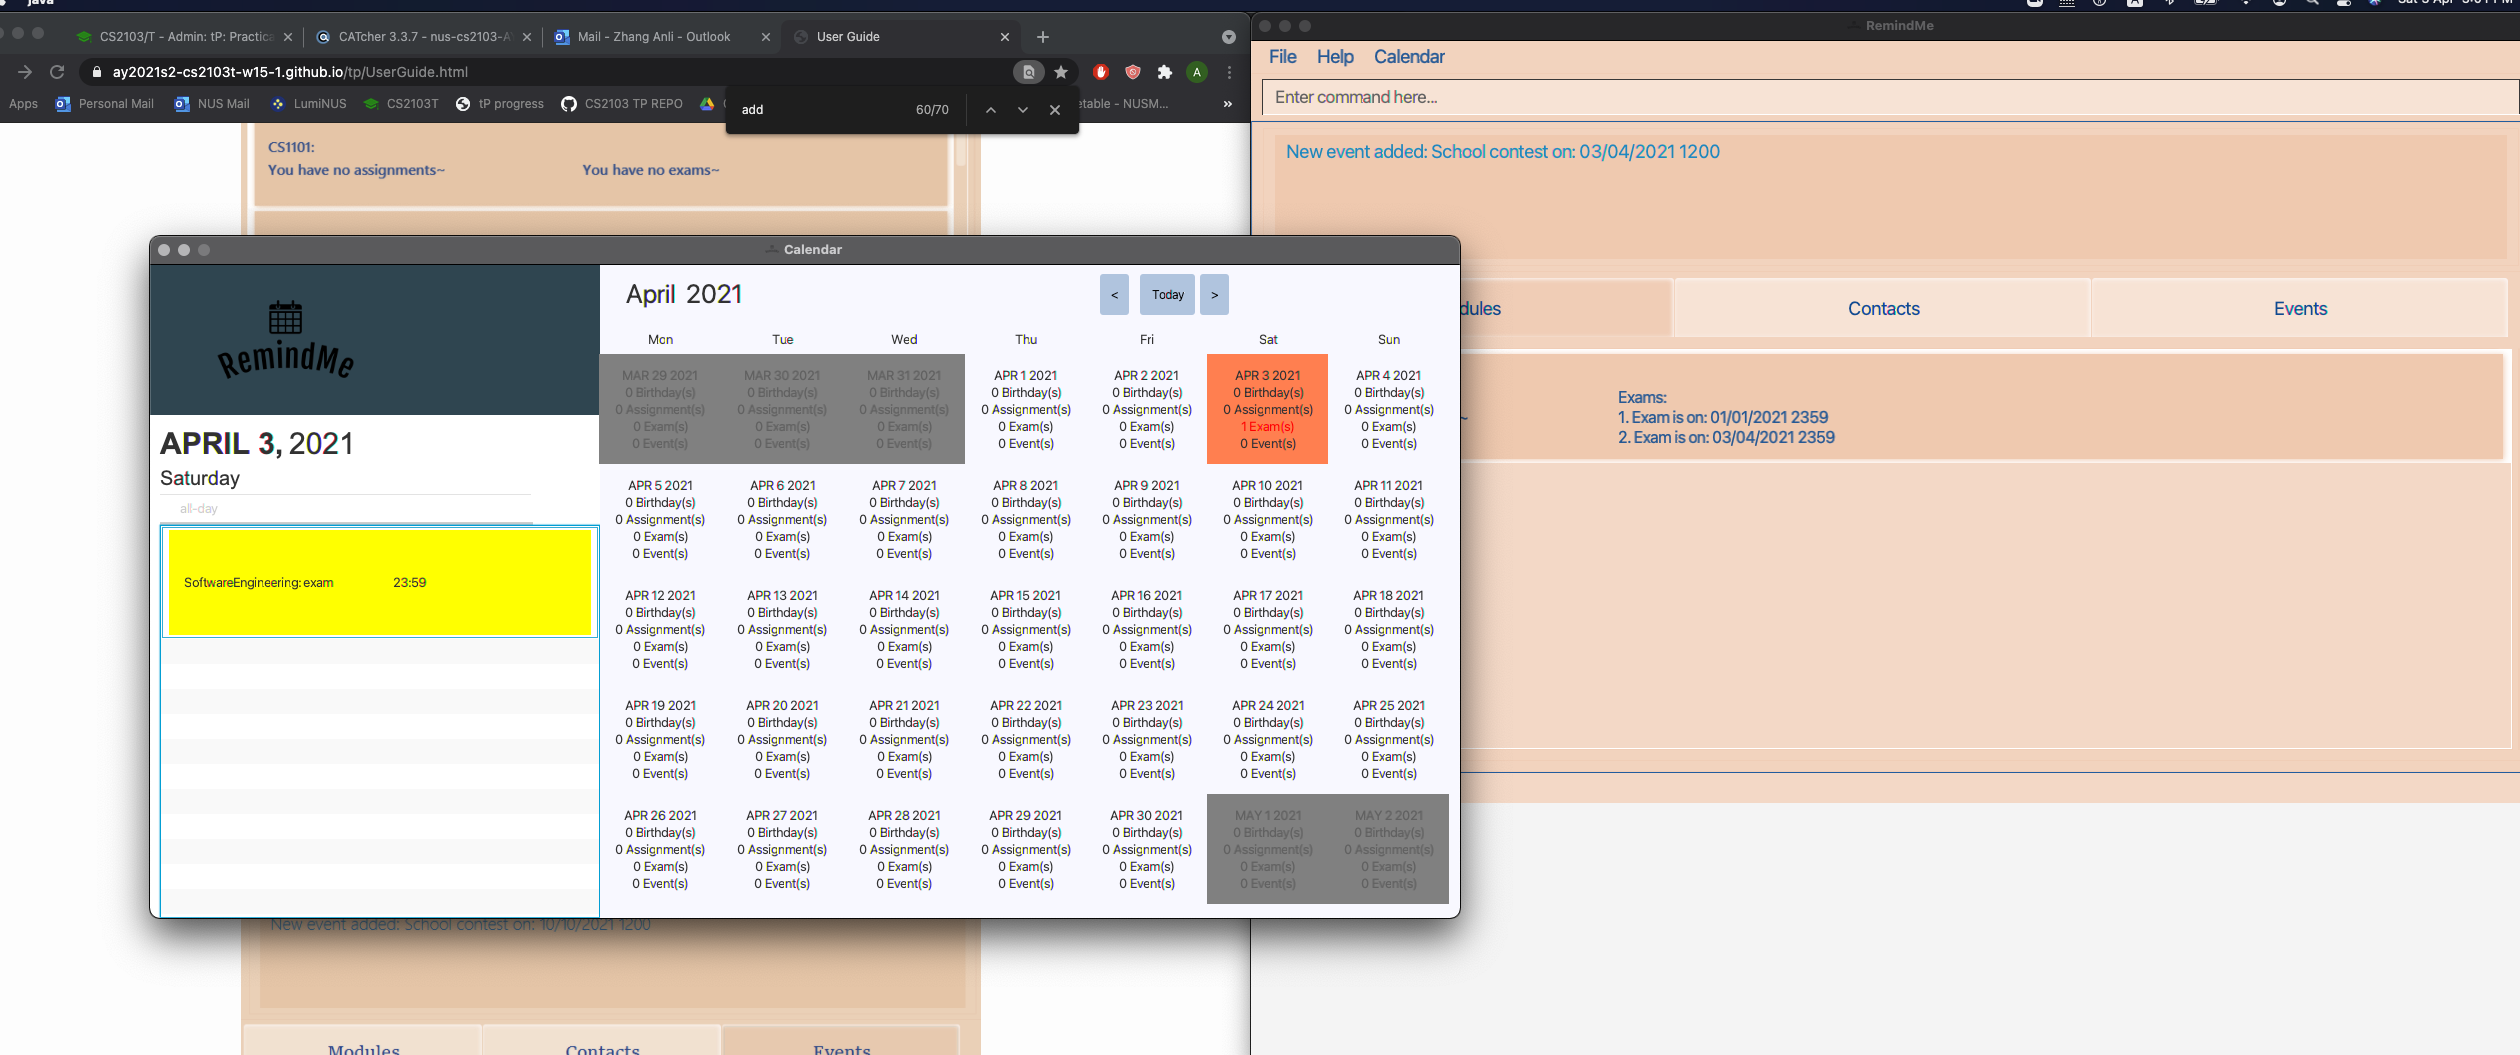 java
CS2103/T - Admin: tP: Practica
CATcher 3.3.7 - nus-cs2103-AY
Mail - Zhang Anli - Outlook
User Guide
ay2021s2-cs2103t-w15-1.github.io/tp/UserGuide.html
A
Apps
Personal Mail
NUS Mail
LumiNUS
CS2103T
tP progress
CS2103 TP REPO
etable - NUSM...
»
add
60/70
CS1101:
You have no assignments~
You have no exams~
RemindMe
File
Help
Calendar
Enter command here...
New event added: School contest on: 03/04/2021 1200
dules
Contacts
Events
Exams:
1. Exam is on: 01/01/2021 2359
2. Exam is on: 03/04/2021 2359
Calendar
RemindMe
APRIL 3, 2021
Saturday
all-day
SoftwareEngineering: exam 23:59
April 2021
< Today >
Mon Tue Wed Thu Fri Sat Sun
MAR 29 2021 MAR 30 2021 MAR 31 2021 APR 1 2021 APR 2 2021 APR 3 2021 APR 4 2021
0 Birthday(s) 0 Birthday(s) 0 Birthday(s) 0 Birthday(s) 0 Birthday(s) 0 Birthday(s) 0 Birthday(s)
0 Assignment(s) 0 Assignment(s) 0 Assignment(s) 0 Assignment(s) 0 Assignment(s) 0 Assignment(s) 0 Assignment(s)
0 Exam(s) 0 Exam(s) 0 Exam(s) 0 Exam(s) 0 Exam(s) 1 Exam(s) 0 Exam(s)
0 Event(s) 0 Event(s) 0 Event(s) 0 Event(s) 0 Event(s) 0 Event(s) 0 Event(s)
APR 5 2021 APR 6 2021 APR 7 2021 APR 8 2021 APR 9 2021 APR 10 2021 APR 11 2021
0 Birthday(s) 0 Birthday(s) 0 Birthday(s) 0 Birthday(s) 0 Birthday(s) 0 Birthday(s) 0 Birthday(s)
0 Assignment(s) 0 Assignment(s) 0 Assignment(s) 0 Assignment(s) 0 Assignment(s) 0 Assignment(s) 0 Assignment(s)
0 Exam(s) 0 Exam(s) 0 Exam(s) 0 Exam(s) 0 Exam(s) 0 Exam(s) 0 Exam(s)
0 Event(s) 0 Event(s) 0 Event(s) 0 Event(s) 0 Event(s) 0 Event(s) 0 Event(s)
APR 12 2021 APR 13 2021 APR 14 2021 APR 15 2021 APR 16 2021 APR 17 2021 APR 18 2021
0 Birthday(s) 0 Birthday(s) 0 Birthday(s) 0 Birthday(s) 0 Birthday(s) 0 Birthday(s) 0 Birthday(s)
0 Assignment(s) 0 Assignment(s) 0 Assignment(s) 0 Assignment(s) 0 Assignment(s) 0 Assignment(s) 0 Assignment(s)
0 Exam(s) 0 Exam(s) 0 Exam(s) 0 Exam(s) 0 Exam(s) 0 Exam(s) 0 Exam(s)
0 Event(s) 0 Event(s) 0 Event(s) 0 Event(s) 0 Event(s) 0 Event(s) 0 Event(s)
APR 19 2021 APR 20 2021 APR 21 2021 APR 22 2021 APR 23 2021 APR 24 2021 APR 25 2021
0 Birthday(s) 0 Birthday(s) 0 Birthday(s) 0 Birthday(s) 0 Birthday(s) 0 Birthday(s) 0 Birthday(s)
0 Assignment(s) 0 Assignment(s) 0 Assignment(s) 0 Assignment(s) 0 Assignment(s) 0 Assignment(s) 0 Assignment(s)
0 Exam(s) 0 Exam(s) 0 Exam(s) 0 Exam(s) 0 Exam(s) 0 Exam(s) 0 Exam(s)
0 Event(s) 0 Event(s) 0 Event(s) 0 Event(s) 0 Event(s) 0 Event(s) 0 Event(s)
APR 26 2021 APR 27 2021 APR 28 2021 APR 29 2021 APR 30 2021 MAY 1 2021 MAY 2 2021
0 Birthday(s) 0 Birthday(s) 0 Birthday(s) 0 Birthday(s) 0 Birthday(s) 0 Birthday(s) 0 Birthday(s)
0 Assignment(s) 0 Assignment(s) 0 Assignment(s) 0 Assignment(s) 0 Assignment(s) 0 Assignment(s) 0 Assignment(s)
0 Exam(s) 0 Exam(s) 0 Exam(s) 0 Exam(s) 0 Exam(s) 0 Exam(s) 0 Exam(s)
0 Event(s) 0 Event(s) 0 Event(s) 0 Event(s) 0 Event(s) 0 Event(s) 0 Event(s)
New event added: School contest on: 10/10/2021 1200
Modules
Contacts
Events